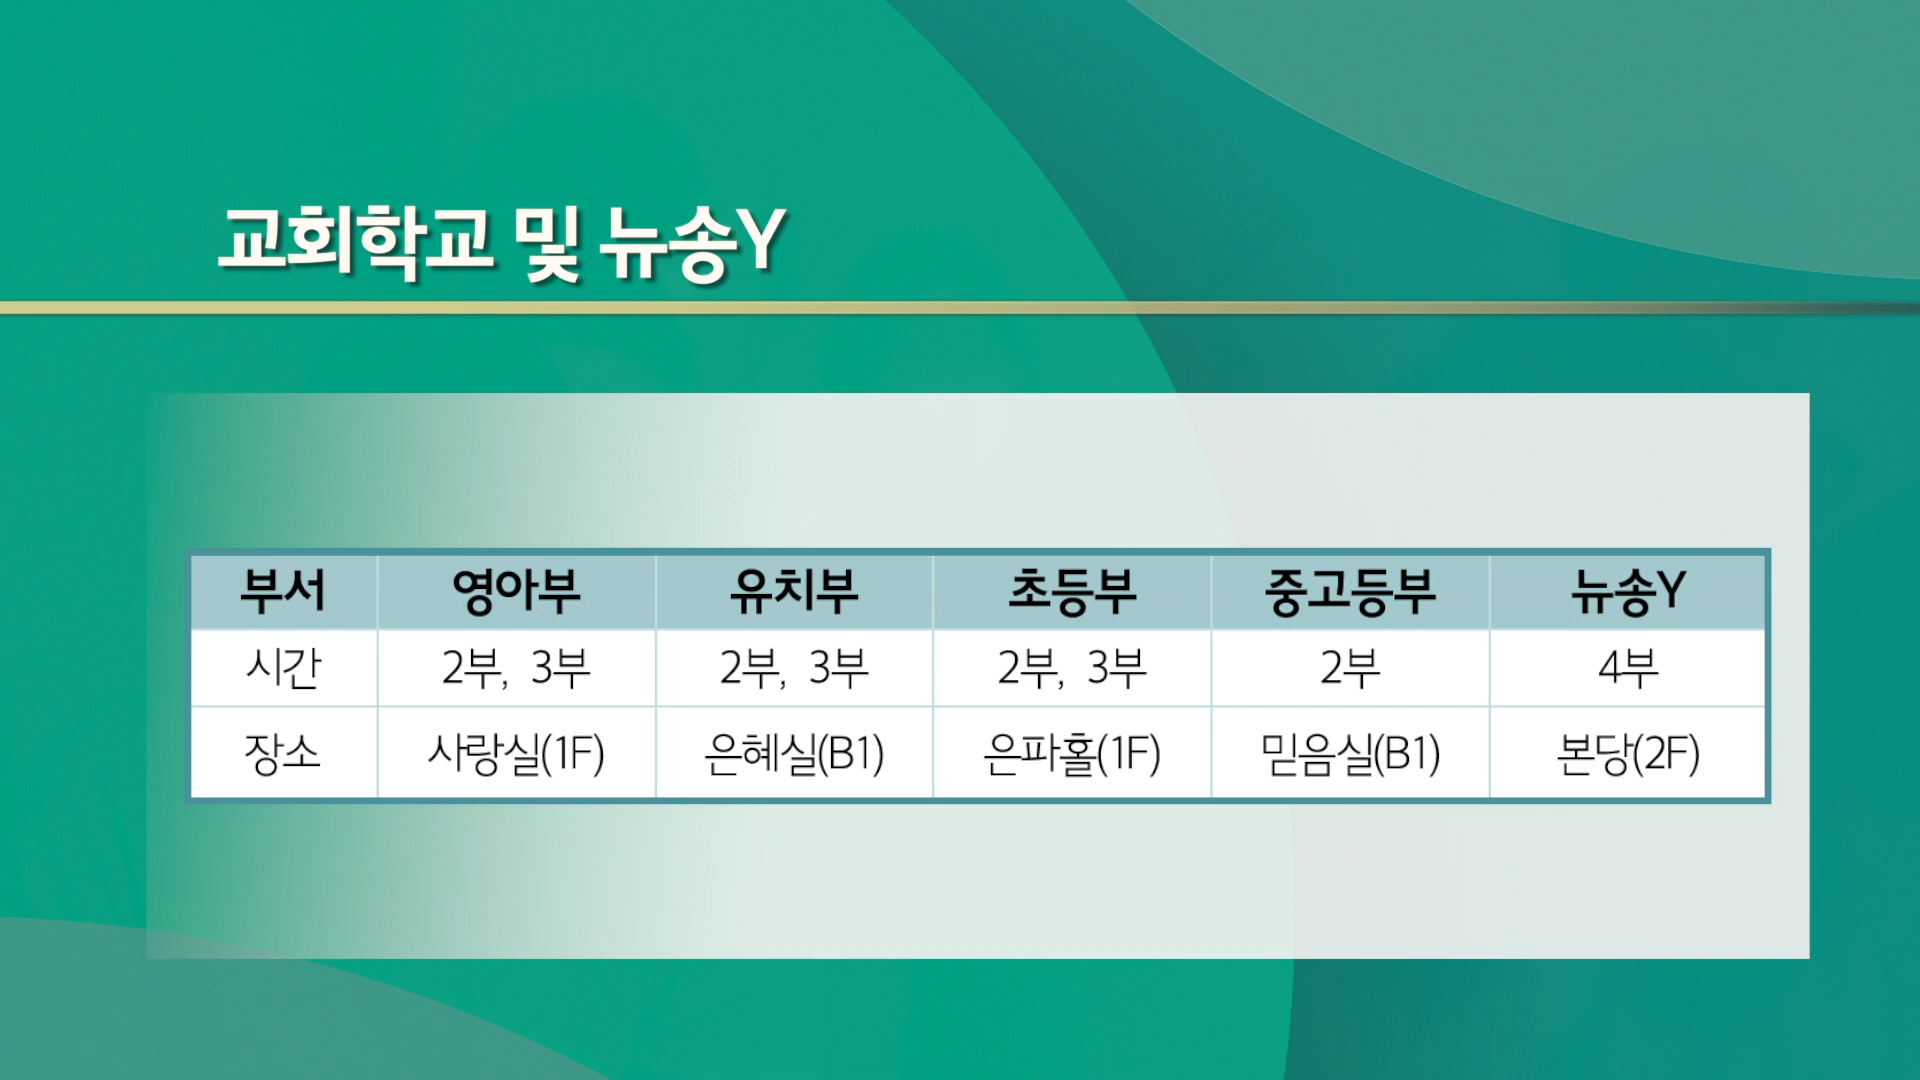 교회학교 및 뉴송Y
부서 영아부 유치부 초등부 중고등부 뉴송Y
시간 2부, 3부 2부, 3부 2부, 3부 2부 4부
장소 사랑실(1F) 은혜실(B1) 은파홀(1F) 믿음실(B1) 본당(2F)